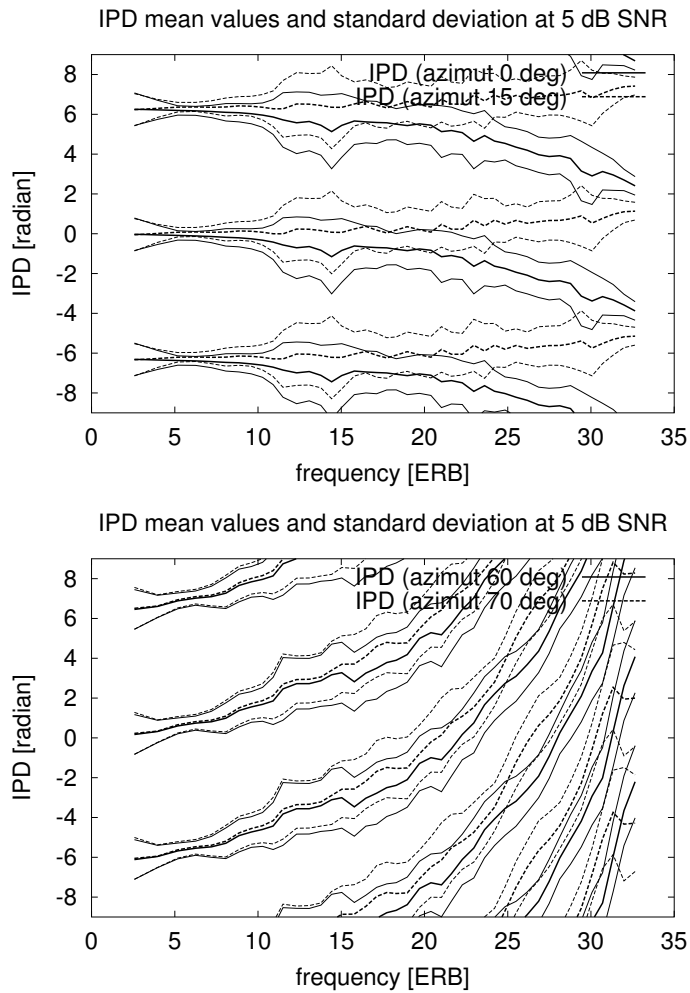 IPD mean values and standard deviation at 5 dB SNR
IPD (azimut 0 deg)
IPD (azimut 15 deg)
8
6
4
2
0
-2
-4
-6
-8
IPD [radian]
0 5 10 15 20 25 30 35
frequency [ERB]
IPD mean values and standard deviation at 5 dB SNR
IPD (azimut 60 deg)
IPD (azimut 70 deg)
8
6
4
2
0
-2
-4
-6
-8
IPD [radian]
0 5 10 15 20 25 30 35
frequency [ERB]